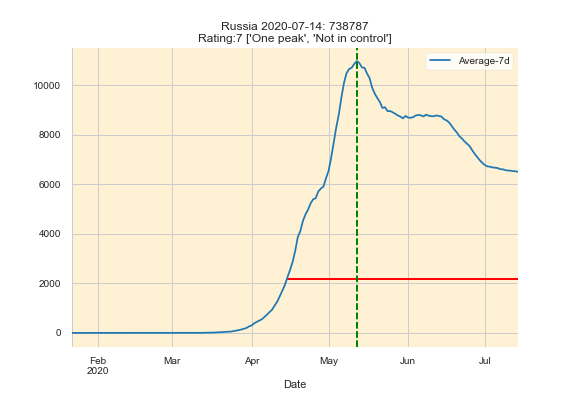 Russia 2020-07-14: 738787
Rating:7 ['One peak', 'Not in control']
Average-7d
10000
8000
6000
4000
2000
0
Feb Mar Apr May Jun Jul
2020
Date